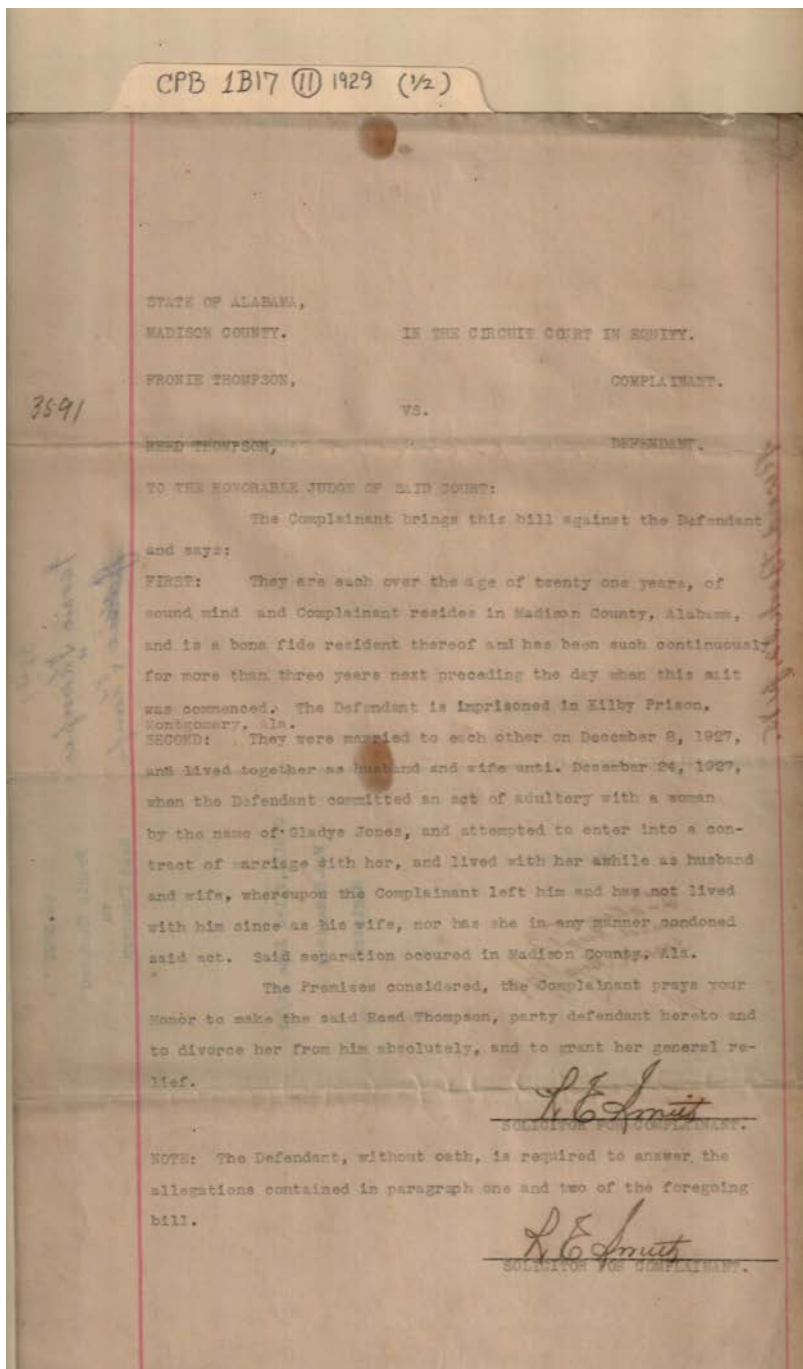 CPB 1B17 (11) 1929 (1/2)
STATE OF ALABAMA,
MADISON COUNTY. IN THE CIRCUIT COURT IN EQUITY.
FRONIE THOMPSON, COMPLAINANT.
3591
VS.
REED THOMPSON, DEFENDANT.
TO THE HONORABLE JUDGE OF SAID COURT:
The Complainant brings this bill against the Defendant
and says:
FIRST: They are each over the age of twenty one years, of
sound mind and Complainant resides in Madison County, Alabama,
and is a bona fide resident thereof and has been such continuously
for more than three years next preceding the day when this suit
was commenced. The Defendant is imprisoned in Kilby Prison,
Montgomery, Ala.
SECOND: They were married to each other on December 8, 1927,
and lived together as husband and wife unti. December 24, 1927,
when the Defendant committed an act of adultery with a woman
by the name of Gladys Jones, and attempted to enter into a con-
tract of marriage with her, and lived with her awhile as husband
and wife, whereupon the Complainant left him and has not lived
with him since as his wife, nor has she in any manner condoned
said act. Said separation occured in Madison County, Ala.
The Premises considered, the Complainant prays your
Honor to make the said Reed Thompson, party defendant hereto and
to divorce her from him absolutely, and to grant her general re-
lief.
R E Smith
SOLICITOR FOR COMPLAINANT.
NOTE: The Defendant, without oath, is required to answer the
allegations contained in paragraph one and two of the foregoing
bill.
R E Smith
SOLICITOR FOR COMPLAINANT.